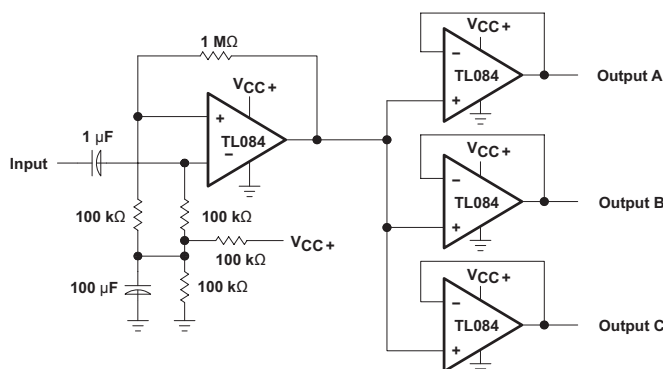 1 MΩ
VCC+
+
TL084
−
1 µF
Input
100 kΩ
100 kΩ
VCC+
100 kΩ
100 µF
100 kΩ
VCC+
−
TL084
+
Output A
VCC+
−
TL084
+
Output B
VCC+
−
TL084
+
Output C